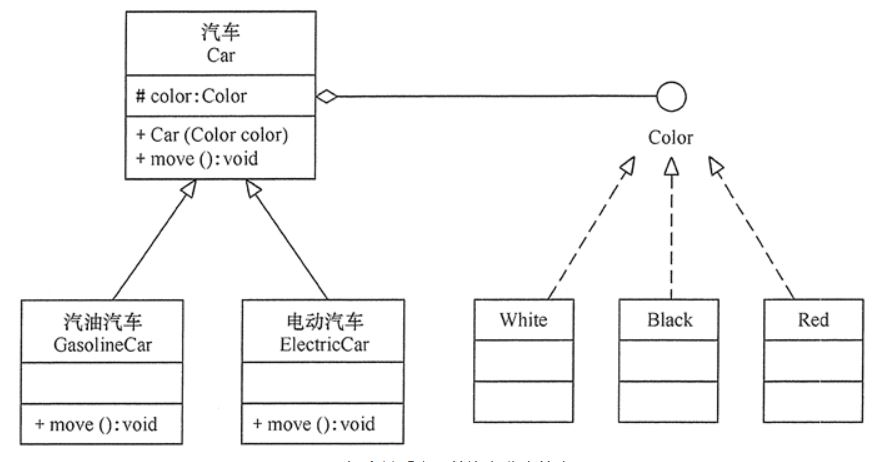 汽车
Car
# color:Color
+ Car (Color color)
+ move ():void
Color
汽油汽车
GasolineCar
+ move ():void
电动汽车
ElectricCar
+ move ():void
White
Black
Red